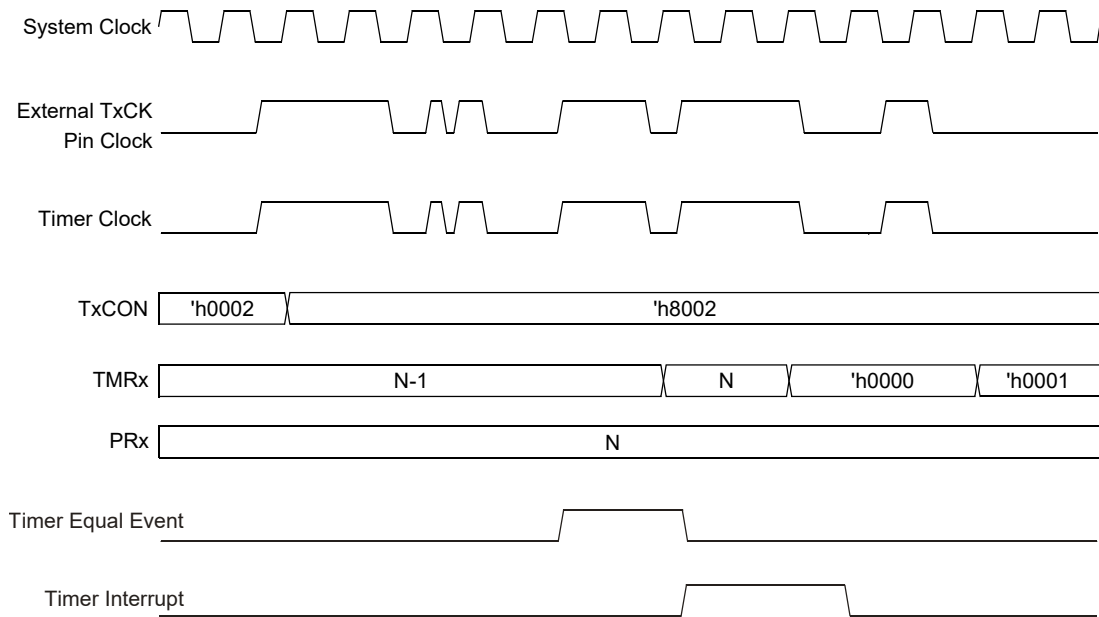 System Clock
External TxCK
Pin Clock
Timer Clock
TxCON 'h0002 'h8002
TMRx N-1 N 'h0000 'h0001
PRx N
Timer Equal Event
Timer Interrupt